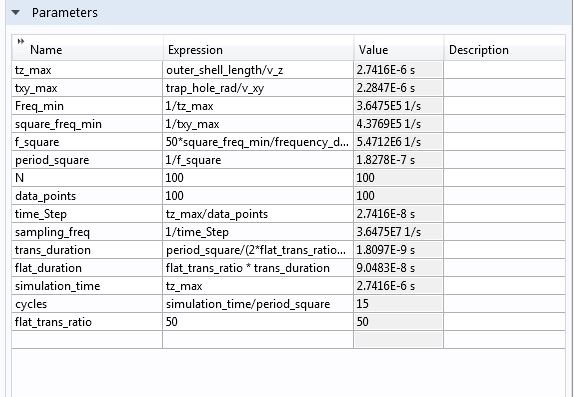 Parameters
Name Expression Value Description
tz_max outer_shell_length/v_z 2.7416E-6 s
txy_max trap_hole_rad/v_xy 2.2847E-6 s
Freq_min 1/tz_max 3.6475E5 1/s
square_freq_min 1/txy_max 4.3769E5 1/s
f_square 50*square_freq_min/frequency_d... 5.4712E6 1/s
period_square 1/f_square 1.8278E-7 s
N 100 100
data_points 100 100
time_Step tz_max/data_points 2.7416E-8 s
sampling_freq 1/time_Step 3.6475E7 1/s
trans_duration period_square/(2*flat_trans_ratio... 1.8097E-9 s
flat_duration flat_trans_ratio * trans_duration 9.0483E-8 s
simulation_time tz_max 2.7416E-6 s
cycles simulation_time/period_square 15
flat_trans_ratio 50 50